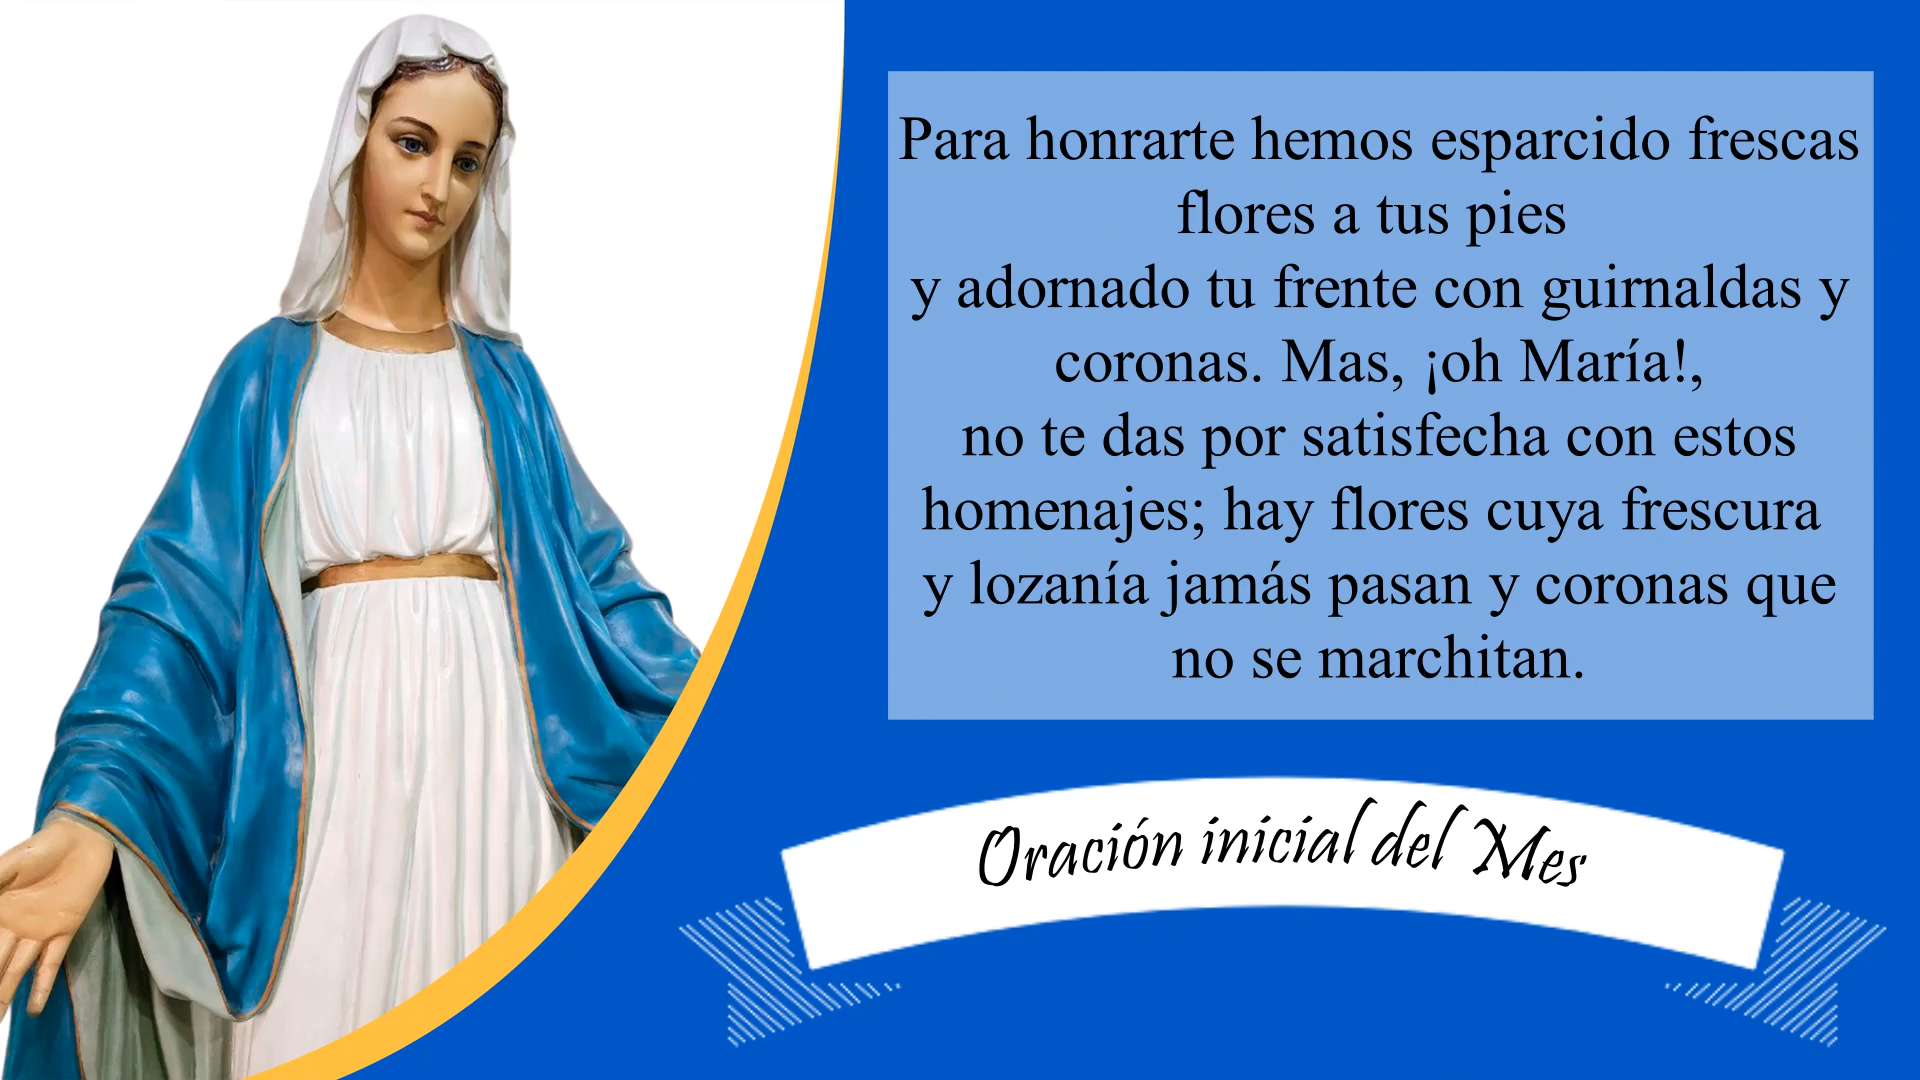 Para honrarte hemos esparcido frescas
flores a tus pies
y adornado tu frente con guirnaldas y
coronas. Mas, ¡oh María!,
no te das por satisfecha con estos
homenajes; hay flores cuya frescura
y lozanía jamás pasan y coronas que
no se marchitan.
Oración inicial del Mes